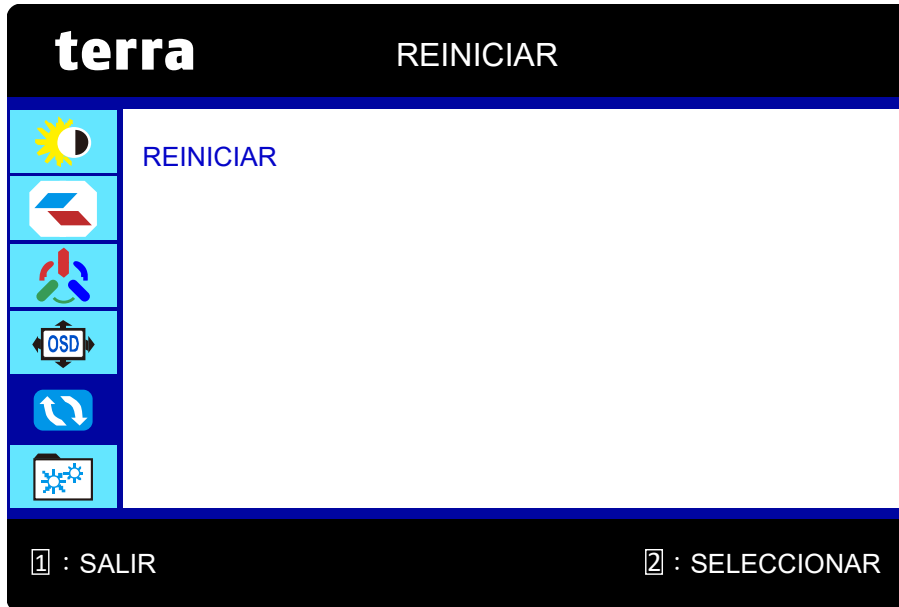 terra
REINICIAR
REINICIAR
OSD
1 : SALIR
2 : SELECCIONAR